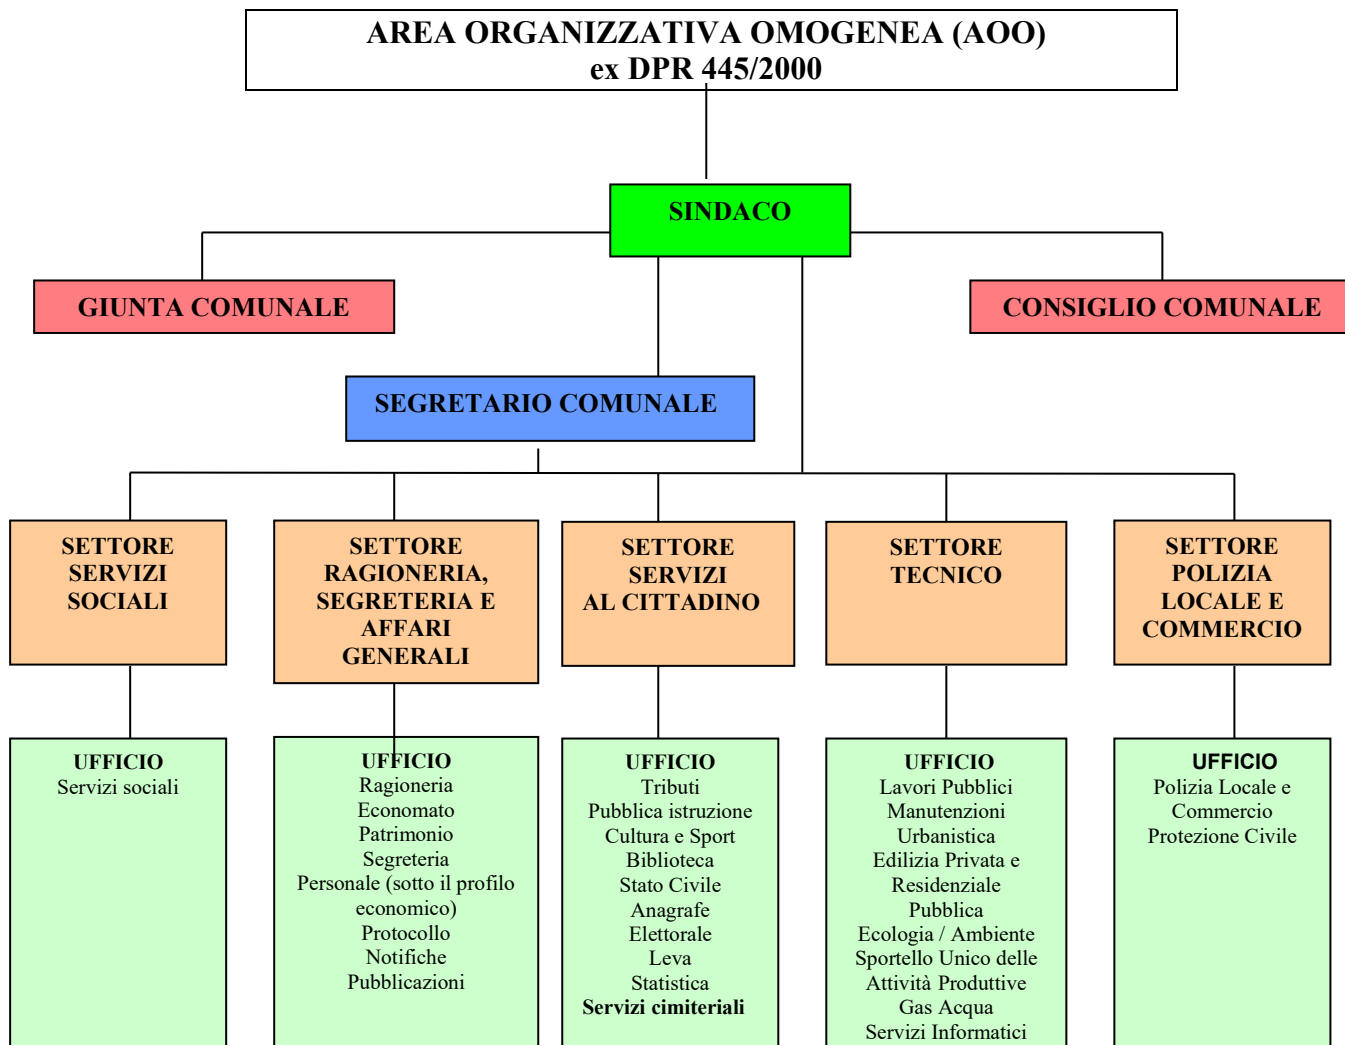 AREA ORGANIZZATIVA OMOGENEA (AOO)
ex DPR 445/2000
SINDACO
GIUNTA COMUNALE
CONSIGLIO COMUNALE
SEGRETARIO COMUNALE
SETTORE
SERVIZI
SOCIALI
SETTORE
RAGIONERIA,
SEGRETERIA E
AFFARI
GENERALI
SETTORE
SERVIZI
AL CITTADINO
SETTORE
TECNICO
SETTORE
POLIZIA
LOCALE E
COMMERCIO
UFFICIO
Servizi sociali
UFFICIO
Ragioneria
Economato
Patrimonio
Segreteria
Personale (sotto il profilo
economico)
Protocollo
Notifiche
Pubblicazioni
UFFICIO
Tributi
Pubblica istruzione
Cultura e Sport
Biblioteca
Stato Civile
Anagrafe
Elettorale
Leva
Statistica
Servizi cimiteriali
UFFICIO
Lavori Pubblici
Manutenzioni
Urbanistica
Edilizia Privata e
Residenziale
Pubblica
Ecologia / Ambiente
Sportello Unico delle
Attività Produttive
Gas Acqua
Servizi Informatici
UFFICIO
Polizia Locale e
Commercio
Protezione Civile